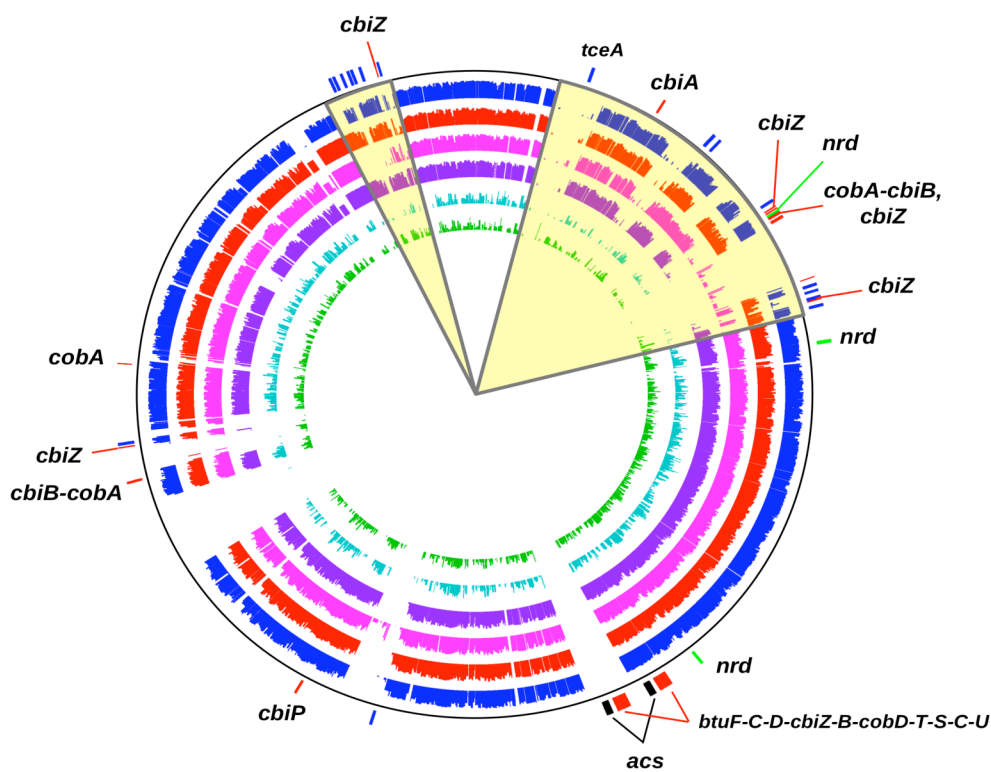 cbiZ
tceA
cbiA
cbiZ
nrd
cobA-cbiB,
cbiZ
cbiZ
nrd
cobA
cbiZ
cbiB-cobA
nrd
cbiP
btuF-C-D-cbiZ-B-cobD-T-S-C-U
acs